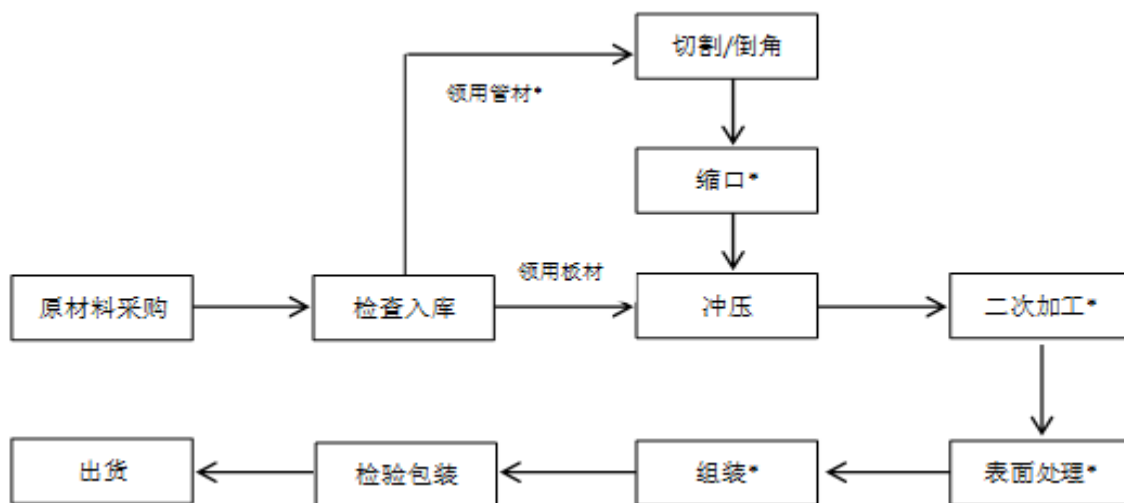 切割/倒角
领用管材*
缩口*
领用板材
原材料采购
检查入库
冲压
二次加工*
出货
检验包装
组装*
表面处理*